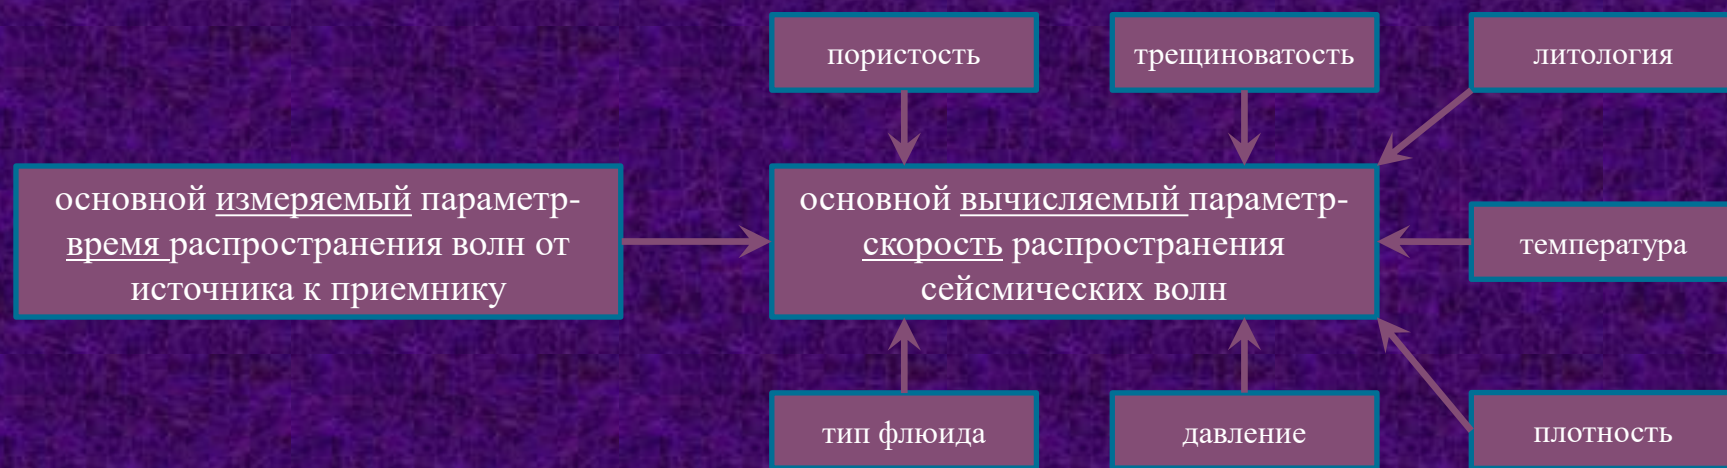 пористость
трещиноватость
литология
основной измеряемый параметр-
время распространения волн от
источника к приемнику
основной вычисляемый параметр-
скорость распространения
сейсмических волн
температура
тип флюида
давление
плотность